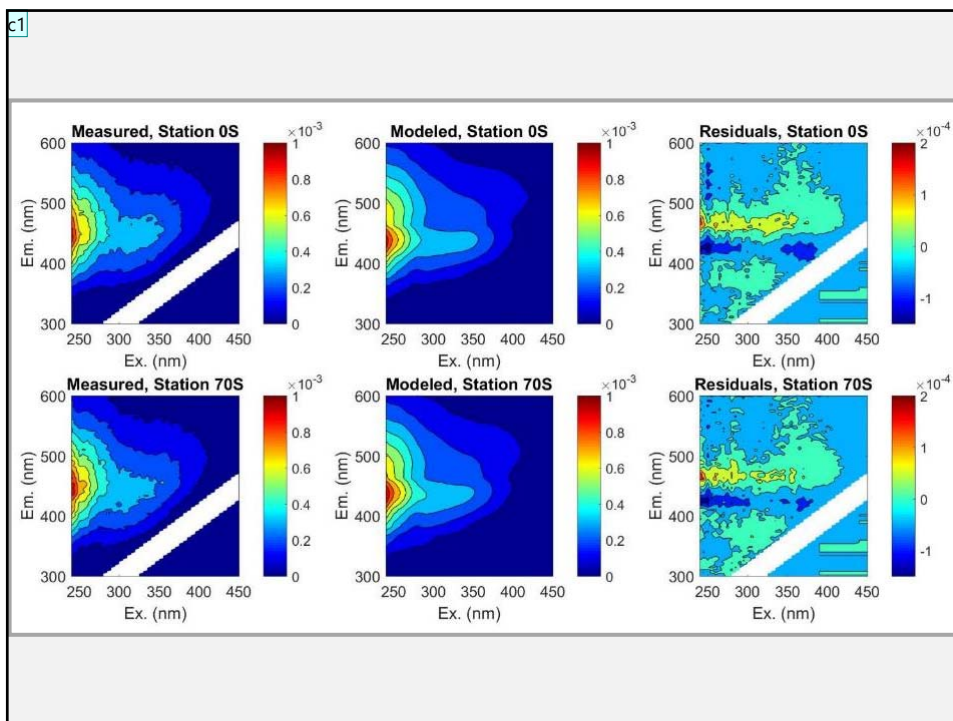 c1
Measured, Station 0S
×10-3
600
500
400
300
250 300 350 400 450
Ex. (nm)
Em. (nm)
1
0.8
0.6
0.4
0.2
0
Modeled, Station 0S
×10-3
600
500
400
300
250 300 350 400 450
Ex. (nm)
Em. (nm)
1
0.8
0.6
0.4
0.2
0
Residuals, Station 0S
×10-4
600
500
400
300
250 300 350 400 450
Ex. (nm)
Em. (nm)
2
1
0
-1
Measured, Station 70S
×10-3
600
500
400
300
250 300 350 400 450
Ex. (nm)
Em. (nm)
1
0.8
0.6
0.4
0.2
0
Modeled, Station 70S
×10-3
600
500
400
300
250 300 350 400 450
Ex. (nm)
Em. (nm)
1
0.8
0.6
0.4
0.2
0
Residuals, Station 70S
×10-4
600
500
400
300
250 300 350 400 450
Ex. (nm)
Em. (nm)
2
1
0
-1